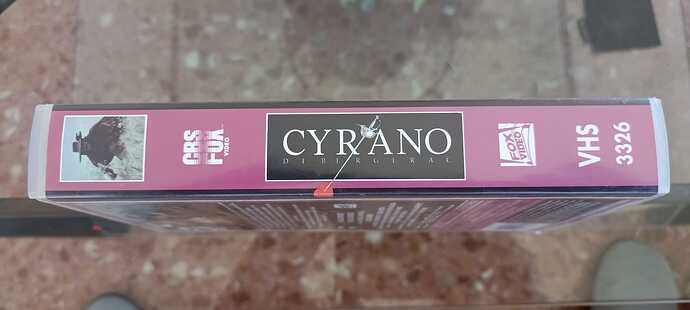 CBS
FOX
VIDEO
CYRANO
DE BERGERAC
FOX
VIDEO
VHS
3326